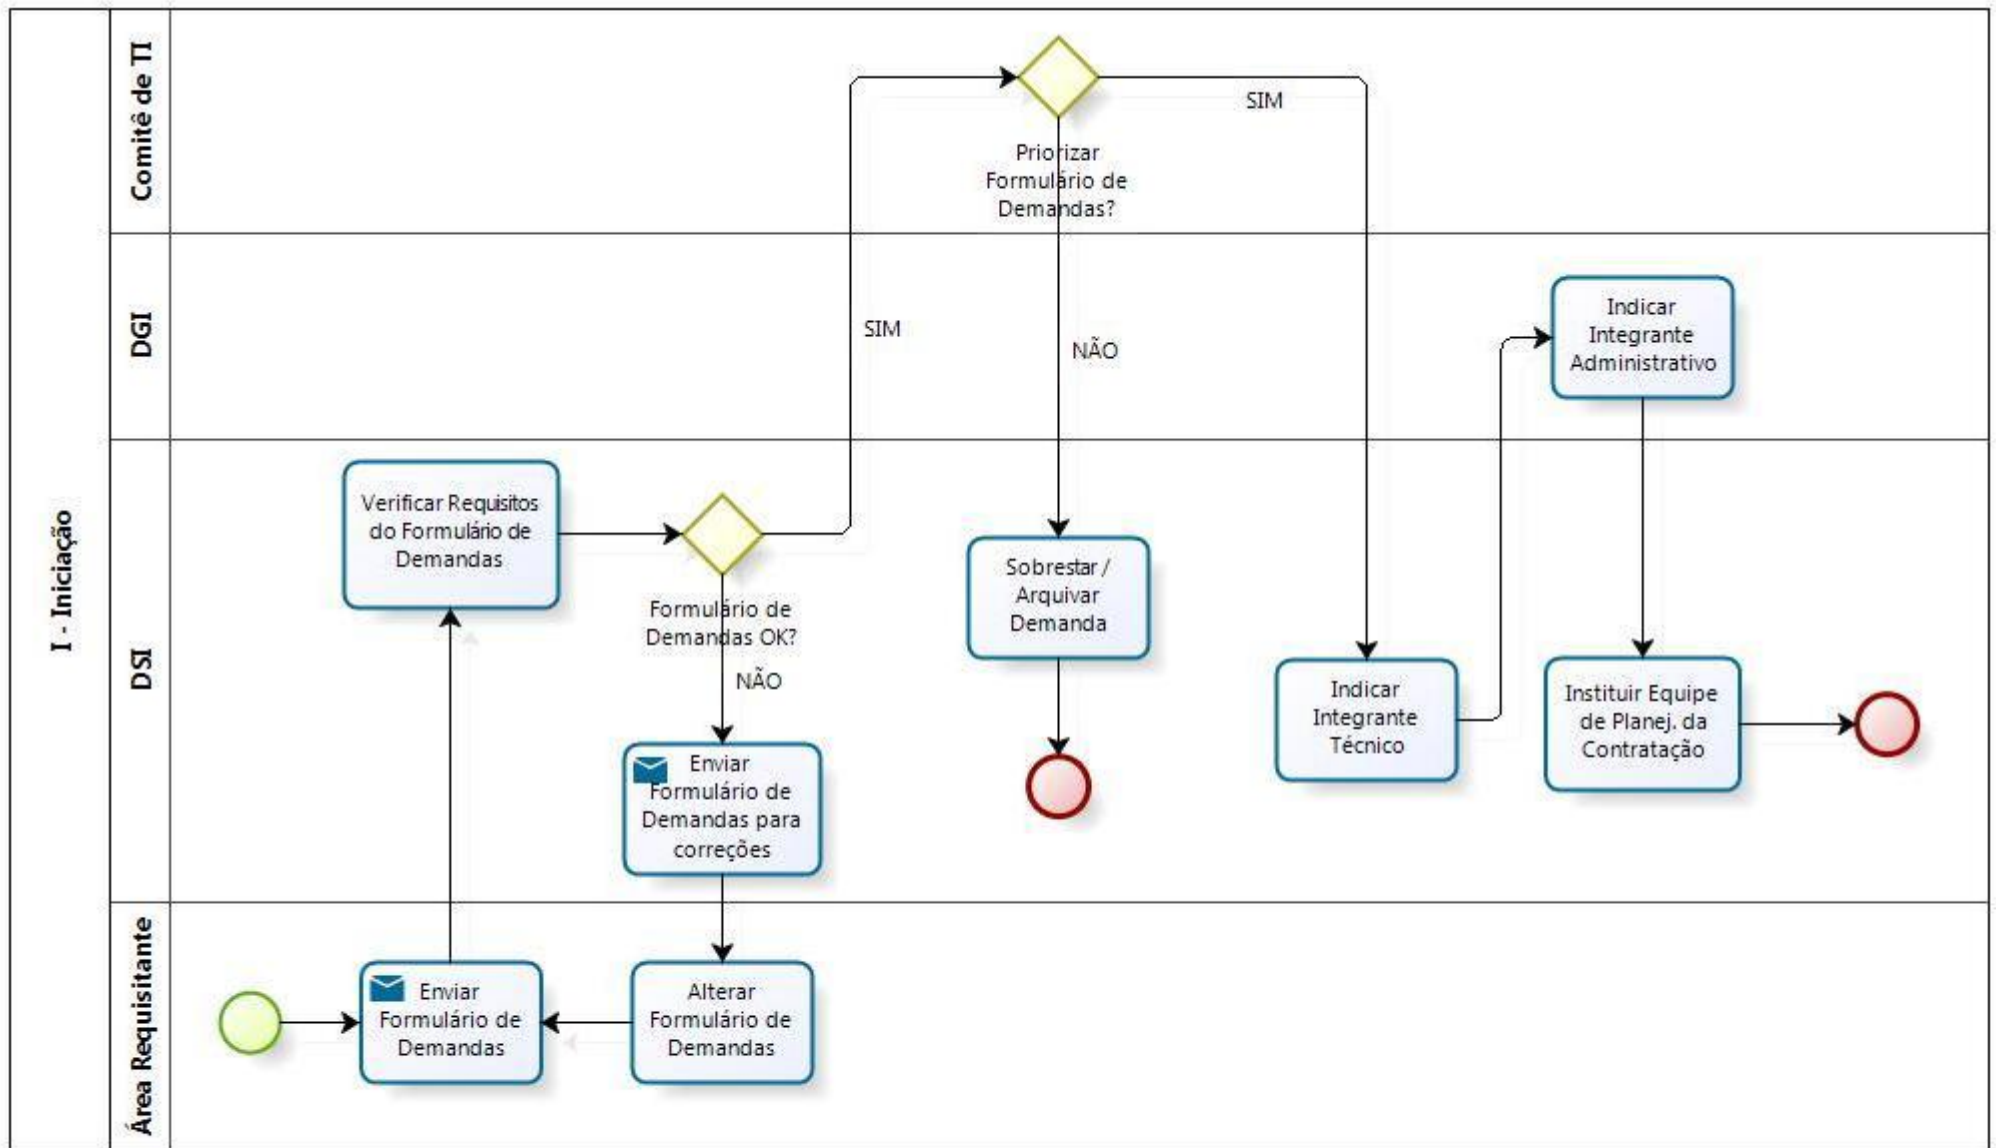 I - Iniciação
Comitê de TI
SIM
Priorizar
Formulário de
Demandas?
DGI
Indicar
Integrante
Administrativo
SIM
NÃO
DSI
Verificar Requisitos
do Formulário de
Demandas
Formulário de
Demandas OK?
NÃO
Enviar
Formulário de
Demandas para
correções
Sobrestar /
Arquivar
Demanda
Indicar
Integrante
Técnico
Instituir Equipe
de Planej. da
Contratação
Área Requisitante
Enviar
Formulário de
Demandas
Alterar
Formulário de
Demandas